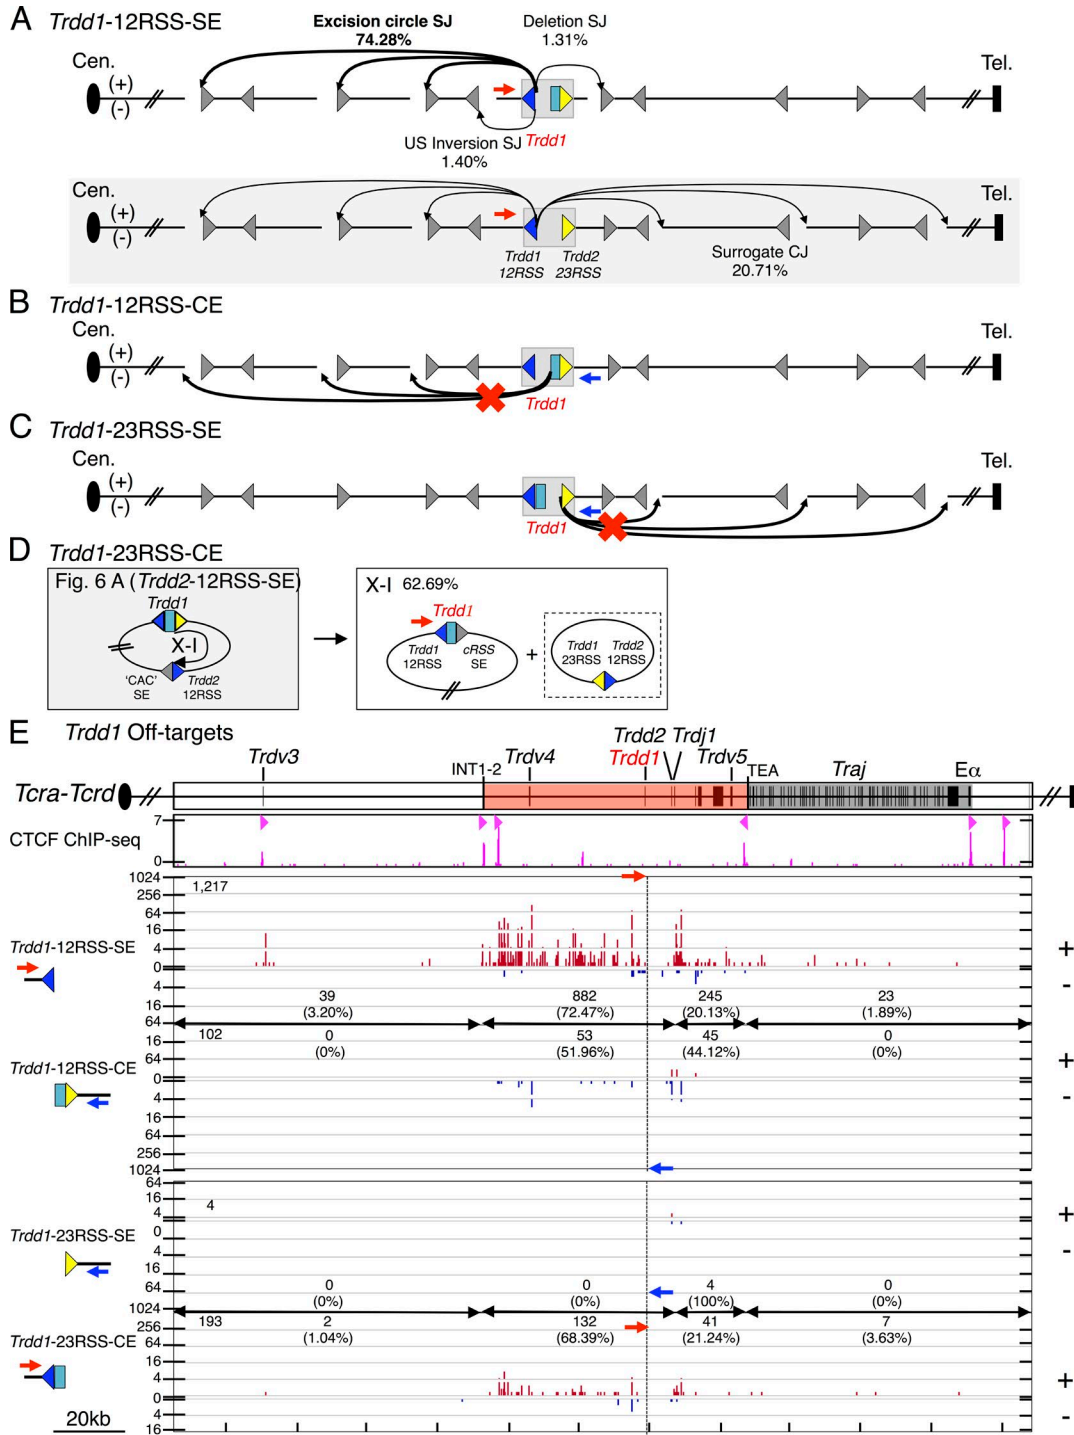 A Trdd1-12RSS-SE
Excision circle SJ
74.28%
Deletion SJ
1.31%
Cen.
(+)
(-)
Tel.
US Inversion SJ
1.40%
Trdd1
Cen.
(+)
(-)
Tel.
Trdd1
12RSS
Trdd2
23RSS
Surrogate CJ
20.71%
B Trdd1-12RSS-CE
Cen.
(+)
(-)
Tel.
Trdd1
C Trdd1-23RSS-SE
Cen.
(+)
(-)
Tel.
Trdd1
D Trdd1-23RSS-CE
Fig. 6 A (Trdd2-12RSS-SE)
Trdd1
X-I
'CAC'
SE
Trdd2
12RSS
X-I 62.69%
Trdd1
Trdd1
12RSS
cRSS
SE
+
Trdd1
23RSS
Trdd2
12RSS
E Trdd1 Off-targets
Trdv3
INT1-2
Trdv4
Trdd2 Trdj1
Trdd1
Trdv5
TEA
Traj
Eα
Tcra-Tcrd
CTCF ChIP-seq
7
0
1024
256
64
16
4
0
4
16
64
1,217
Trdd1-12RSS-SE
+
-
39
(3.20%)
882
(72.47%)
245
(20.13%)
23
(1.89%)
102
0
(0%)
53
(51.96%)
45
(44.12%)
0
(0%)
16
64
0
4
16
64
256
1024
Trdd1-12RSS-CE
+
-
64
16
4
0
4
16
64
1024
4
Trdd1-23RSS-SE
+
-
0
(0%)
0
(0%)
4
(100%)
0
(0%)
193
2
(1.04%)
132
(68.39%)
41
(21.24%)
7
(3.63%)
256
64
16
4
0
4
16
Trdd1-23RSS-CE
+
-
20kb